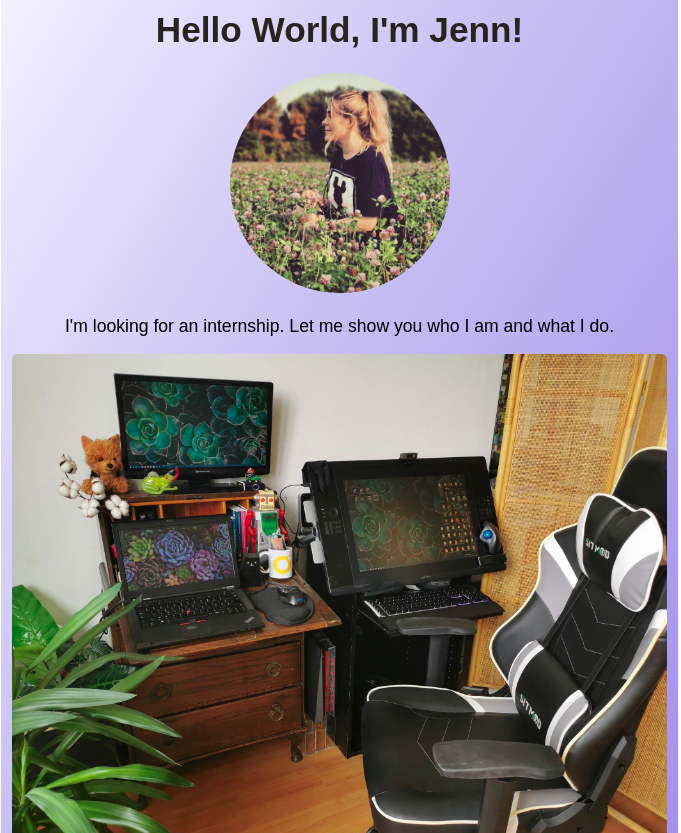 Hello World, I'm Jenn!
I'm looking for an internship. Let me show you who I am and what I do.